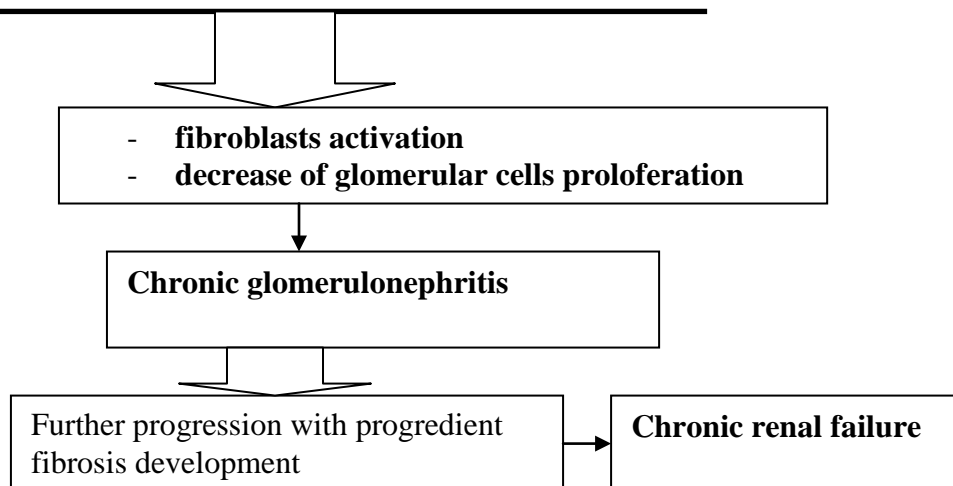 - fibroblasts activation
- decrease of glomerular cells proloferation
Chronic glomerulonephritis
Further progression with progredient
fibrosis development
Chronic renal failure